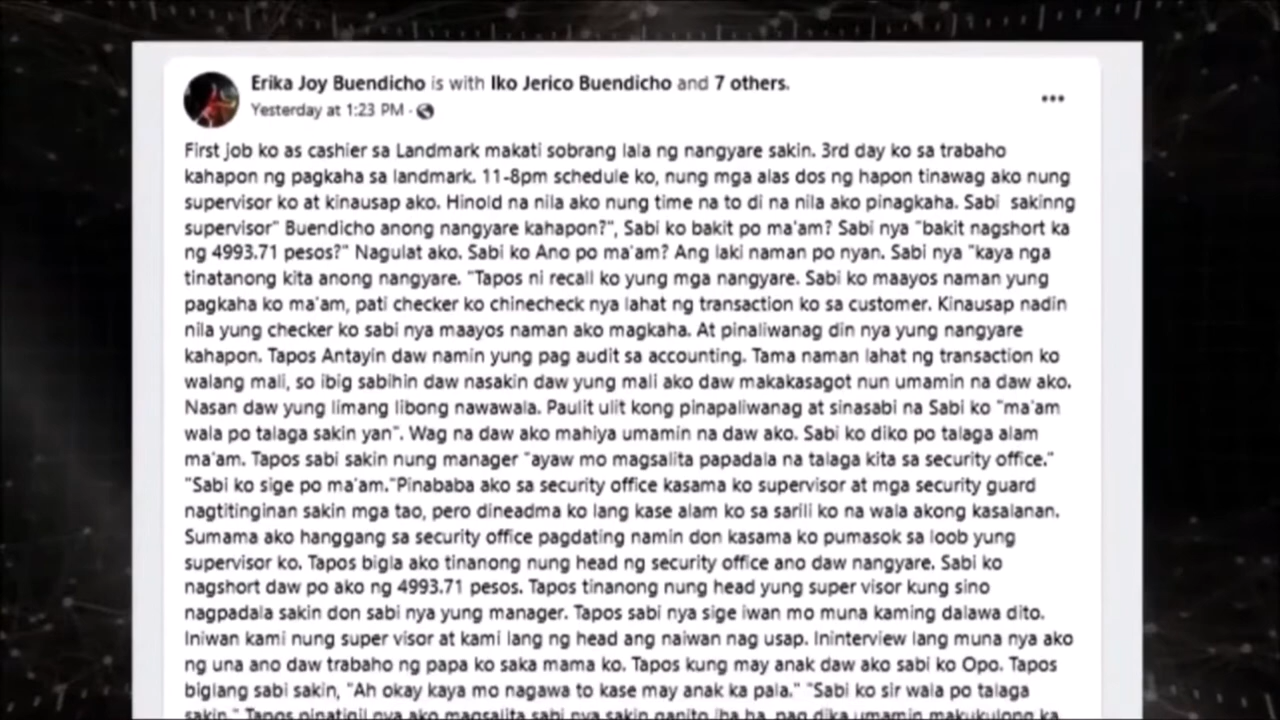 Erika Joy Buendicho is with Iko Jerico Buendicho and 7 others.
Yesterday at 1:23 PM ·
First job ko as cashier sa Landmark makati sobrang lala ng nangyare sakin. 3rd day ko sa trabaho
kahapon ng pagkaha sa landmark. 11-8pm schedule ko, nung mga alas dos ng hapon tinawag ako nung
supervisor ko at kinausap ako. Hinold na nila ako nung time na to di na nila ako pinagkaha. Sabi sakinng
supervisor" Buendicho anong nangyare kahapon?", Sabi ko bakit po ma'am? Sabi nya "bakit nagshort ka
ng 4993.71 pesos?" Nagulat ako. Sabi ko Ano po ma'am? Ang laki naman po nyan. Sabi nya "kaya nga
tinatanong kita anong nangyare. "Tapos ni recall ko yung mga nangyare. Sabi ko maayos naman yung
pagkaha ko ma'am, pati checker ko chinecheck nya lahat ng transaction ko sa customer. Kinausap nadin
nila yung checker ko sabi nya maayos naman ako magkaha. At pinaliwanag din nya yung nangyare
kahapon. Tapos Antayin daw namin yung pag audit sa accounting. Tama naman lahat ng transaction ko
walang mali, so ibig sabihin daw nasakin daw yung mali ako daw makakasagot nun umamin na daw ako.
Nasan daw yung limang libong nawawala. Paulit ulit kong pinapaliwanag at sinasabi na Sabi ko "ma'am
wala po talaga sakin yan". Wag na daw ako mahiya umamin na daw ako. Sabi ko diko po talaga alam
ma'am. Tapos sabi sakin nung manager "ayaw mo magsalita papadala na talaga kita sa security office."
"Sabi ko sige po ma'am."Pinababa ako sa security office kasama ko supervisor at mga security guard
nagtitinginan sakin mga tao, pero dineadma ko lang kase alam ko sa sarili ko na wala akong kasalanan.
Sumama ako hanggang sa security office pagdating namin don kasama ko pumasok sa loob yung
supervisor ko. Tapos bigla ako tinanong nung head ng security office ano daw nangyare. Sabi ko
nagshort daw po ako ng 4993.71 pesos. Tapos tinanong nung head yung super visor kung sino
nagpadala sakin don sabi nya yung manager. Tapos sabi nya sige iwan mo muna kaming dalawa dito.
Iniwan kami nung super visor at kami lang ng head ang naiwan nag usap. Ininterview lang muna nya ako
ng una ano daw trabaho ng papa ko saka mama ko. Tapos kung may anak daw ako sabi ko Opo. Tapos
biglang sabi sakin, "Ah okay kaya mo nagawa to kase may anak ka pala." "Sabi ko sir wala po talaga
sakin." Tapos pinatigil nya ako magsalita sabi nya sakin ganito iha ha, pag dika umamin makukulong ka